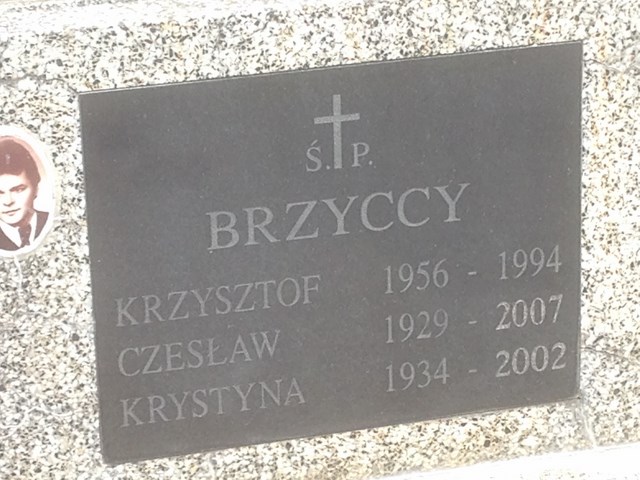 Ś. P.
BRZYCCY
KRZYSZTOF 1956 - 1994
CZESŁAW 1929 - 2007
KRYSTYNA 1934 - 2002